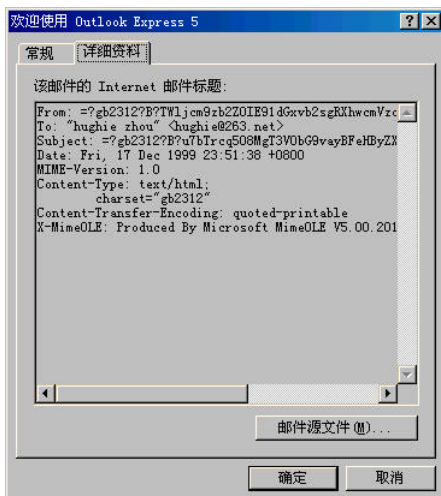 欢迎使用 Outlook Express 5
常规 详细资料
该邮件的 Internet 邮件标题:
From: =?gb2312?B?TWljcm9zb2Z0IE91dGxvb2sgRXhwcmVzc
To: "hughie zhou" <hughie@263.net>
Subject: =?gb2312?B?u7bTrcq508MgT3V0bG9vayBFeHByZX
Date: Fri, 17 Dec 1999 23:51:38 +0800
MIME-Version: 1.0
Content-Type: text/html;
charset="gb2312"
Content-Transfer-Encoding: quoted-printable
X-MimeOLE: Produced By Microsoft MimeOLE V5.00.201
邮件源文件(M)...
确定 取消